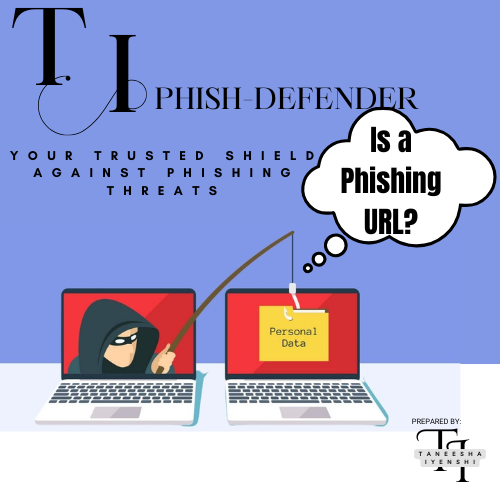 T.I PHISH-DEFENDER
YOUR TRUSTED SHIELD
AGAINST PHISHING
THREATS
Is a
Phishing
URL?
Personal
Data
PREPARED BY:
TI
TANEESHA
IYENSHI